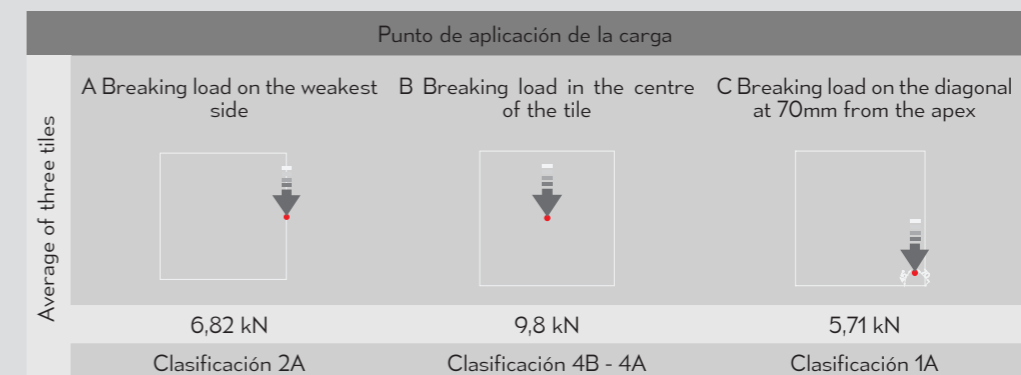 Punto de aplicación de la carga
Average of three tiles
A Breaking load on the weakest
side
B Breaking load in the centre
of the tile
C Breaking load on the diagonal
at 70mm from the apex
6,82 kN
9,8 kN
5,71 kN
Clasificación 2A
Clasificación 4B - 4A
Clasificación 1A